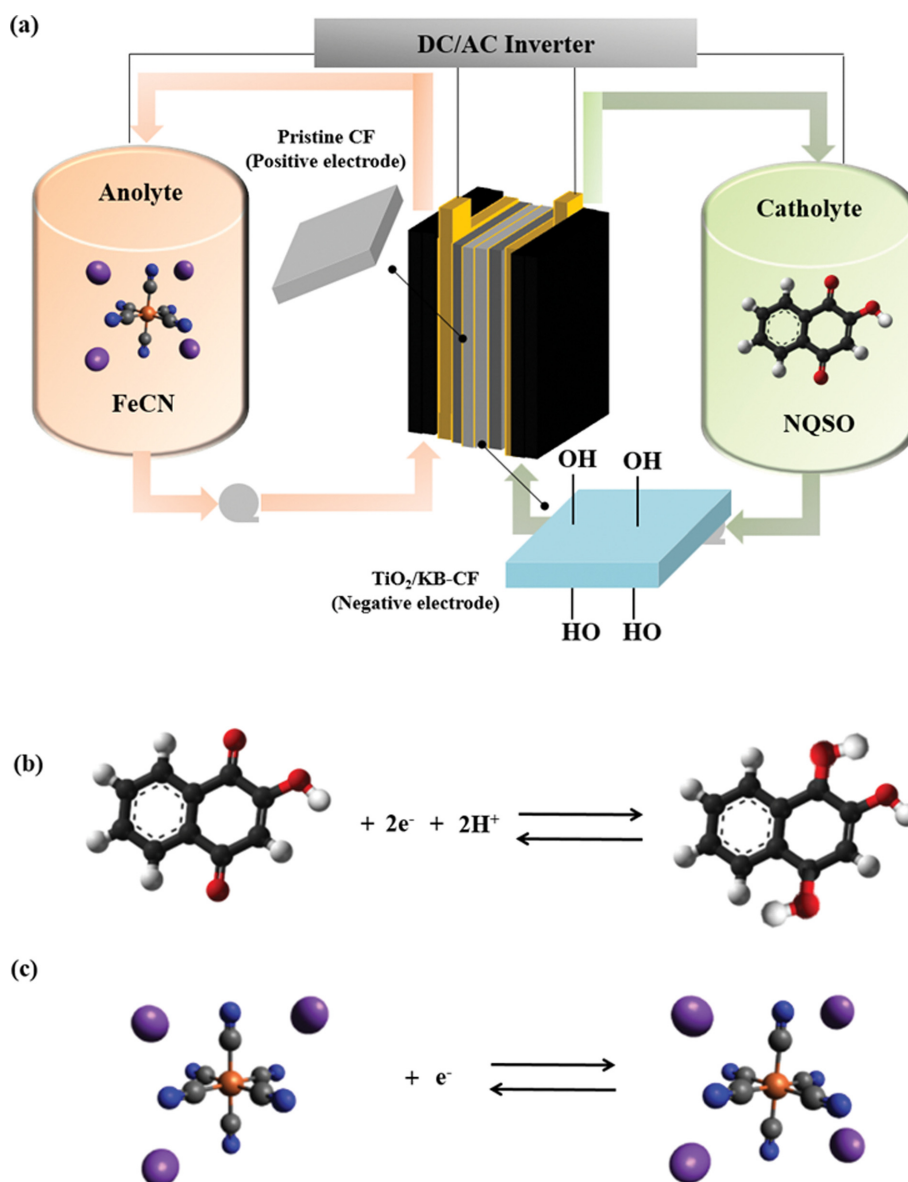 (a)
DC/AC Inverter
Pristine CF
(Positive electrode)
Anolyte
Catholyte
FeCN
NQSO
OH
OH
TiO₂/KB-CF
(Negative electrode)
HO
HO
(b)
+ 2e⁻ + 2H⁺
(c)
+ e⁻